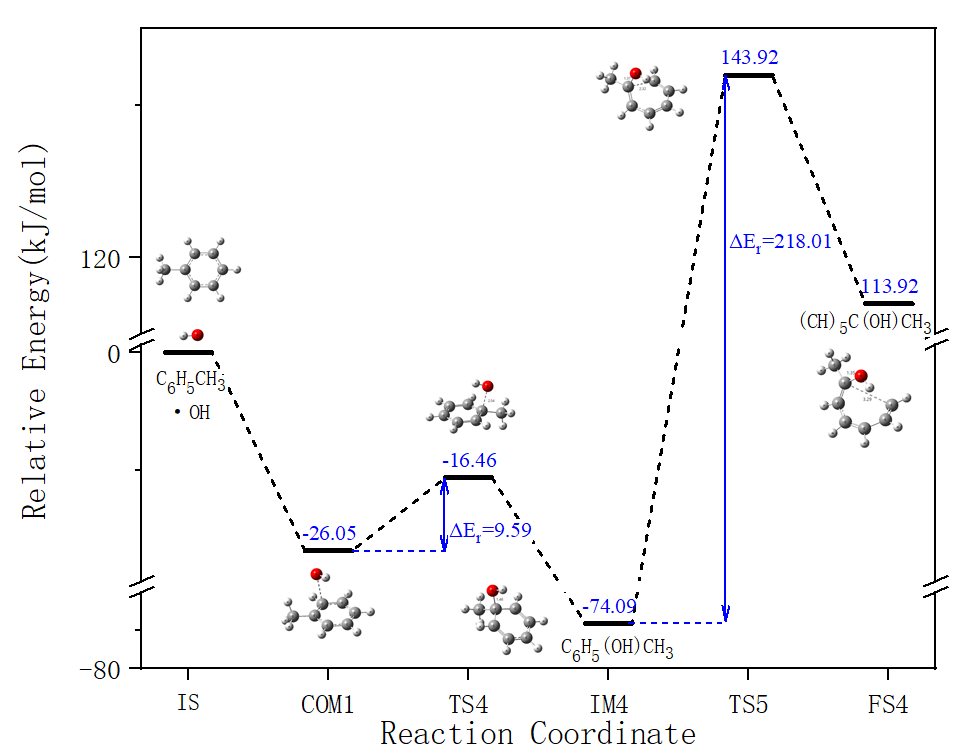 143.92
120
ΔEr=218.01
113.92
(CH)5C(OH)CH3
0
C6H5CH3
· OH
-16.46
-26.05
ΔEr=9.59
-74.09
C6H5(OH)CH3
-80
IS COM1 TS4 IM4 TS5 FS4
Reaction Coordinate
Relative Energy(kJ/mol)